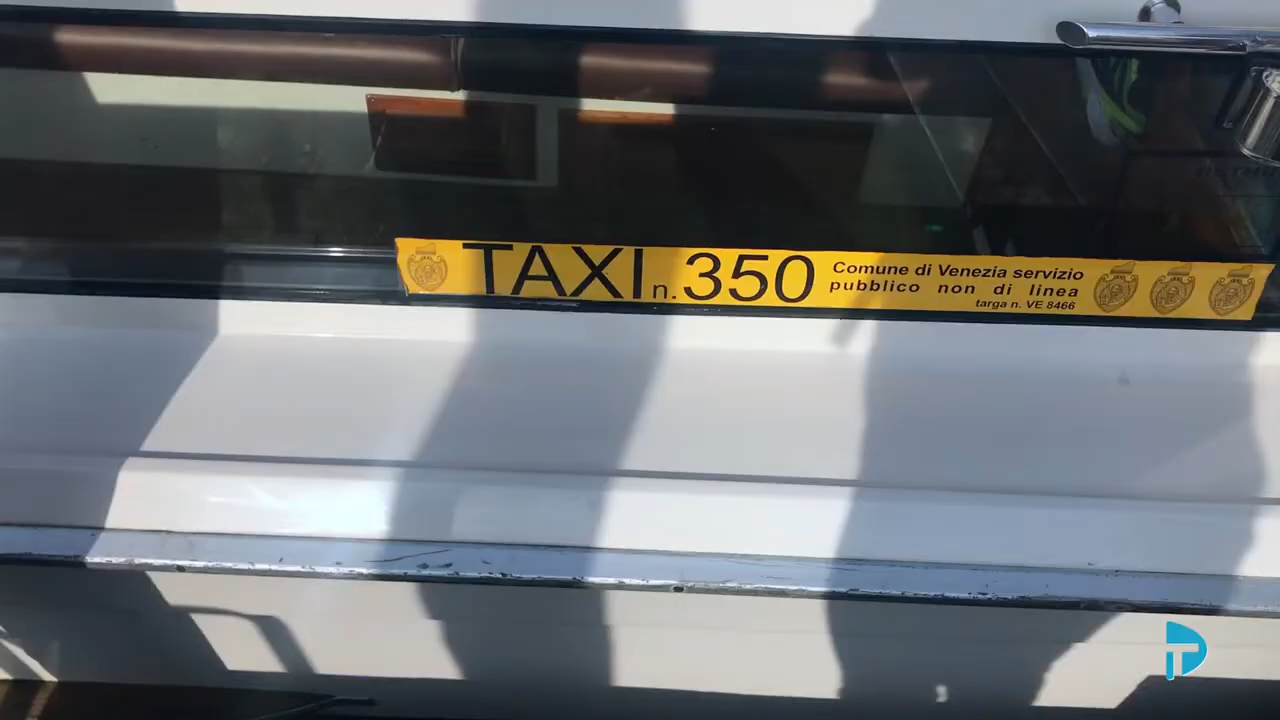 TAXI n. 350
Comune di Venezia servizio
pubblico non di linea
targa n. VE 8466